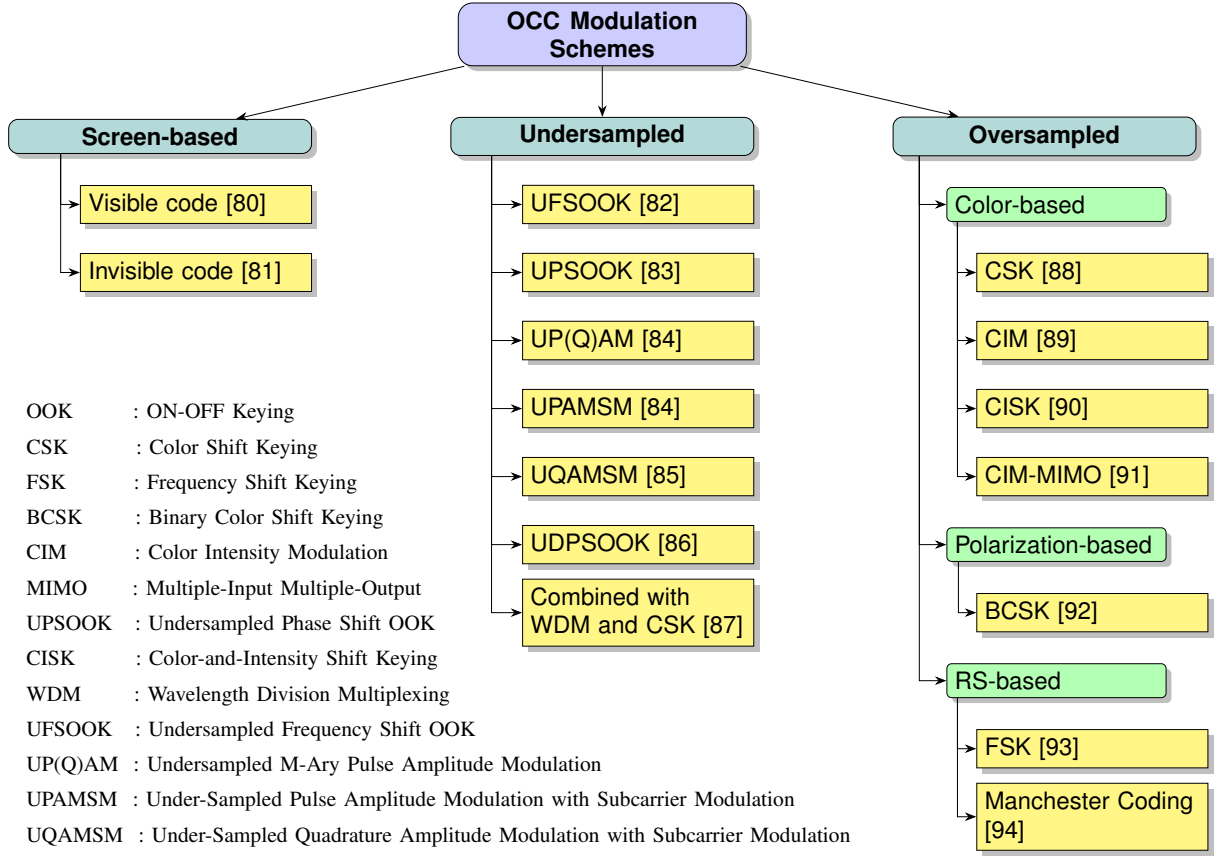 OCC Modulation
Schemes
Screen-based
Visible code [80]
Invisible code [81]
Undersampled
UFSOOK [82]
UPSOOK [83]
UP(Q)AM [84]
UPAMSM [84]
UQAMSM [85]
UDPSOOK [86]
Combined with
WDM and CSK [87]
Oversampled
Color-based
CSK [88]
CIM [89]
CISK [90]
CIM-MIMO [91]
Polarization-based
BCSK [92]
RS-based
FSK [93]
Manchester Coding
[94]
OOK : ON-OFF Keying
CSK : Color Shift Keying
FSK : Frequency Shift Keying
BCSK : Binary Color Shift Keying
CIM : Color Intensity Modulation
MIMO : Multiple-Input Multiple-Output
UPSOOK : Undersampled Phase Shift OOK
CISK : Color-and-Intensity Shift Keying
WDM : Wavelength Division Multiplexing
UFSOOK : Undersampled Frequency Shift OOK
UP(Q)AM : Undersampled M-Ary Pulse Amplitude Modulation
UPAMSM : Under-Sampled Pulse Amplitude Modulation with Subcarrier Modulation
UQAMSM : Under-Sampled Quadrature Amplitude Modulation with Subcarrier Modulation